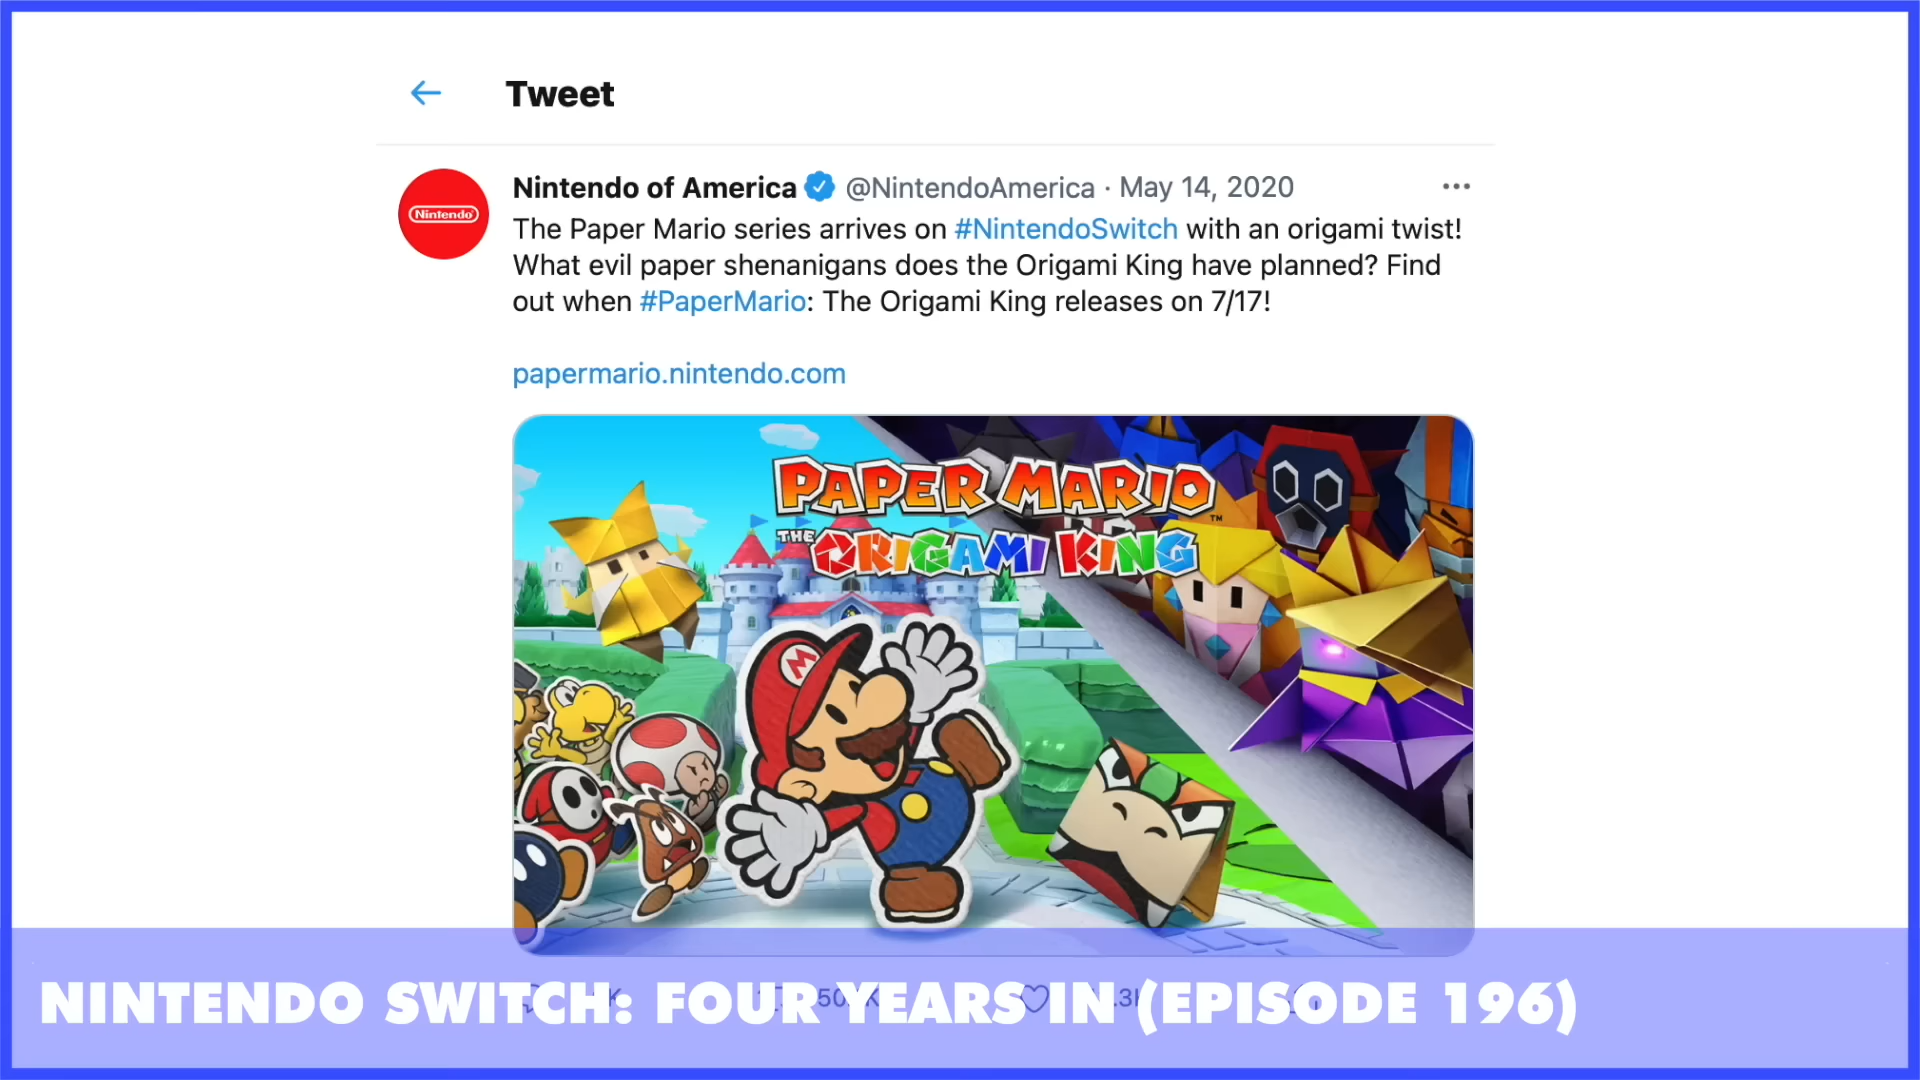 Tweet
Nintendo
Nintendo of America @NintendoAmerica · May 14, 2020
The Paper Mario series arrives on #NintendoSwitch with an origami twist!
What evil paper shenanigans does the Origami King have planned? Find
out when #PaperMario: The Origami King releases on 7/17!
papermario.nintendo.com
PAPER MARIO™
THE ORIGAMI KING
M
NINTENDO SWITCH: FOUR YEARS IN (EPISODE 196)